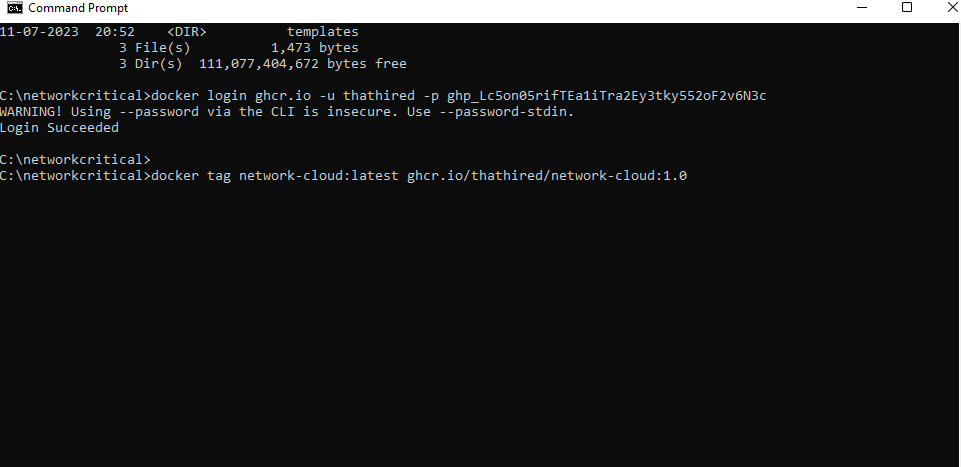 Command Prompt
11-07-2023  20:52    <DIR>          templates
               3 File(s)          1,473 bytes
               3 Dir(s)  111,077,404,672 bytes free
C:\networkcritical>docker login ghcr.io -u thathired -p 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
WARNING! Using --password via the CLI is insecure. Use --password-stdin.
Login Succeeded
C:\networkcritical>
C:\networkcritical>docker tag network-cloud:latest ghcr.io/thathired/network-cloud:1.0